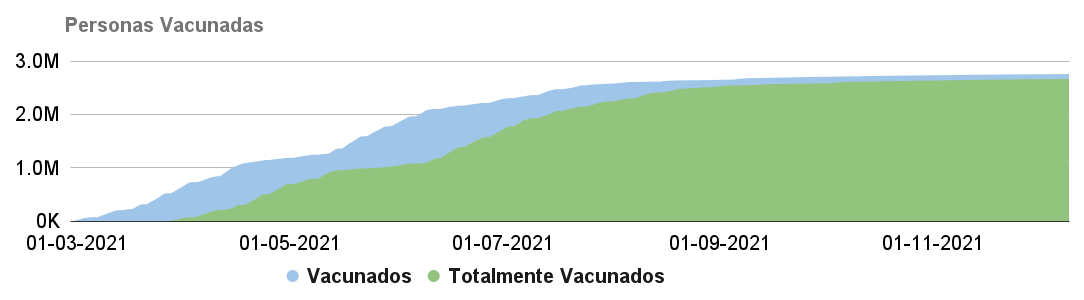 Personas Vacunadas
3.0M
2.0M
1.0M
0K
01-03-2021 01-05-2021 01-07-2021 01-09-2021 01-11-2021
Vacunados Totalmente Vacunados